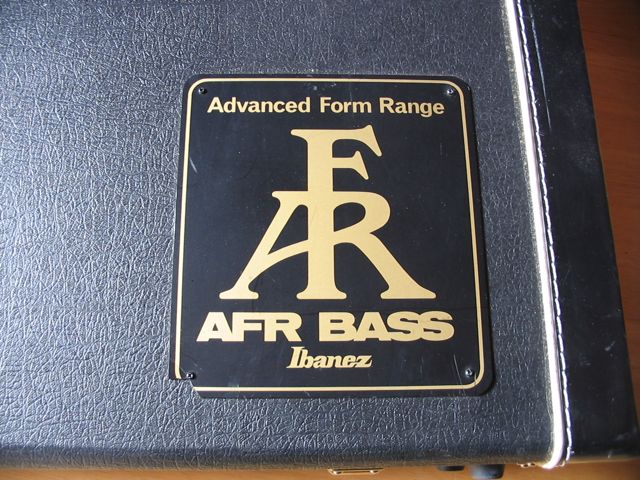 Advanced Form Range
AFR
AFR BASS
Ibanez